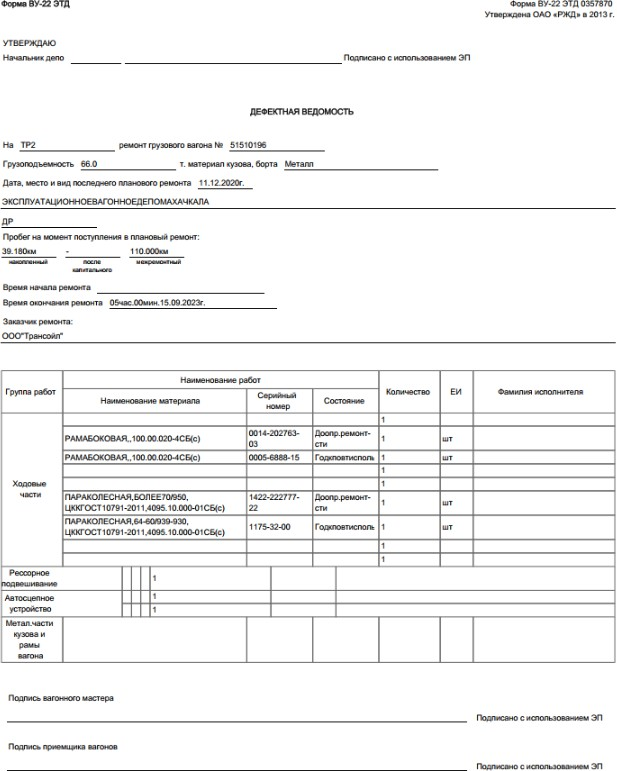 Форма ВУ-22 ЭТД
Форма ВУ-22 ЭТД 0357870
Утверждена ОАО «РЖД» в 2013 г.
УТВЕРЖДАЮ
Начальник депо Подписано с использованием ЭП
ДЕФЕКТНАЯ ВЕДОМОСТЬ
На ТР2 ремонт грузового вагона № 51510196
Грузоподъемность 66.0 т. материал кузова, борта Металл
Дата, место и вид последнего планового ремонта 11.12.2020г.
ЭКСПЛУАТАЦИОННОЕВАГОННОЕДЕПОМАХАЧКАЛА
ДР
Пробег на момент поступления в плановый ремонт:
39.180км - 110.000км
накопленный после капитального межремонтный
Время начала ремонта
Время окончания ремонта 05час.00мин.15.09.2023г.
Заказчик ремонта:
ООО"Трансойл"
Группа работ Наименование работ Количество ЕИ Фамилия исполнителя
Наименование материала Серийный номер Состояние
Ходовые части
1
РАМАБОКОВАЯ,,100.00.020-4СБ(с) 0014-202763-03 Доопр.ремонт-сти 1 шт
РАМАБОКОВАЯ,,100.00.020-4СБ(с) 0005-6888-15 Годкповтисполь 1 шт
1
1
ПАРАКОЛЕСНАЯ,БОЛЕЕ70/950, ЦККГОСТ10791-2011,4095.10.000-01СБ(с) 1422-222777-22 Доопр.ремонт-сти 1 шт
ПАРАКОЛЕСНАЯ,64-60/939-930, ЦККГОСТ10791-2011,4095.10.000-01СБ(с) 1175-32-00 Годкповтисполь 1 шт
1
1
Рессорное подвешивание 1
Автосцепное устройство 1
1
Метал.части кузова и рамы вагона
Подпись вагонного мастера
Подписано с использованием ЭП
Подпись приемщика вагонов
Подписано с использованием ЭП